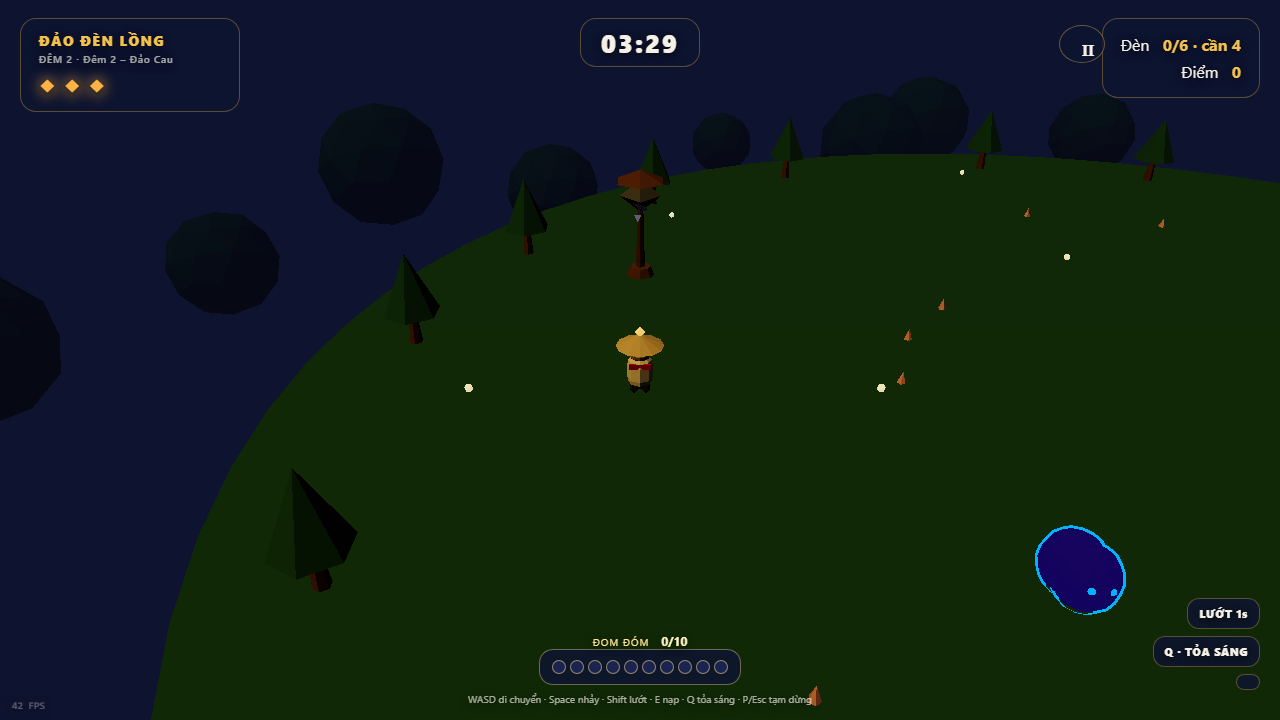 ĐẢO ĐÈN LỒNG
ĐÊM 2 · Đêm 2 – Đảo Cau
03:29
II
Đèn 0/6 · cần 4
Điểm 0
LƯỚT 1s
Q · TỎA SÁNG
ĐOM ĐÓM 0/10
WASD di chuyển · Space nhảy · Shift lướt · E nạp · Q tỏa sáng · P/Esc tạm dừng
42 FPS